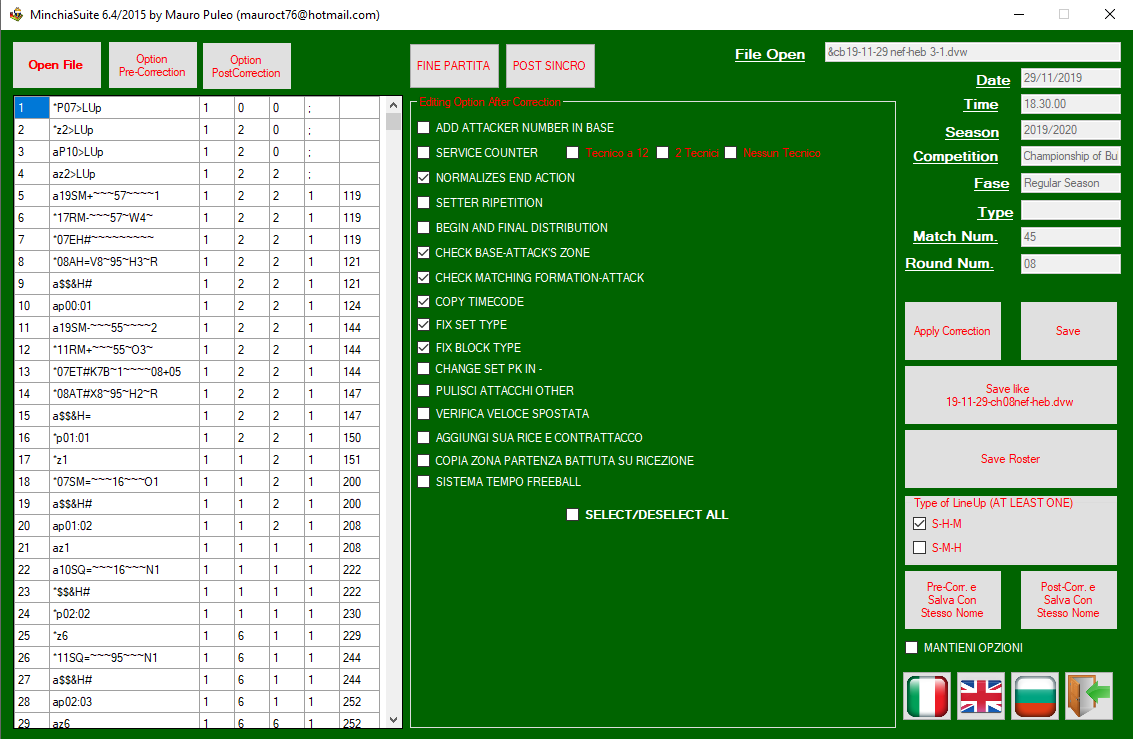 MinchiaSuite 6.4/2015 by Mauro Puleo (mauroct76@hotmail.com)
Open File
Option
Pre-Correction
Option
PostCorrection
FINE PARTITA
POST SINCRO
File Open
&cb19-11-29 nef-heb 3-1.dvw
Date
29/11/2019
Time
18.30.00
Season
2019/2020
Competition
Championship of Bul
Fase
Regular Season
Type
Match Num.
45
Round Num.
08
1 *P07>LUp 1 0 0 ;
2 *z2>LUp 1 2 0 ;
3 aP10>LUp 1 2 0 ;
4 az2>LUp 1 2 2 ;
5 a19SM+~~~57~~~~1 1 2 2 1 119
6 *17RM-~~~57~W4~ 1 2 2 1 119
7 *07EH#~~~~~~~~~ 1 2 2 1 119
8 *08AH=V8~95~H3~R 1 2 2 1 121
9 a$$&H# 1 2 2 1 121
10 ap00:01 1 2 2 1 124
11 a19SM-~~~55~~~~2 1 2 2 1 144
12 *11RM+~~~55~O3~ 1 2 2 1 144
13 *07ET#K7B~1~~~~08+05 1 2 2 1 144
14 *08AT#X8~95~H2~R 1 2 2 1 147
15 a$$&H= 1 2 2 1 147
16 *p01:01 1 2 2 1 150
17 *z1 1 1 2 1 151
18 *07SM=~~~16~~~O1 1 1 2 1 200
19 a$$&H# 1 1 2 1 200
20 ap01:02 1 1 2 1 208
21 az1 1 1 1 1 208
22 a10SQ=~~~16~~~N1 1 1 1 1 222
23 *$$&H# 1 1 1 1 222
24 *p02:02 1 1 1 1 230
25 *z6 1 6 1 1 229
26 *11SQ=~~~95~~~N1 1 6 1 1 244
27 a$$&H# 1 6 1 1 244
28 ap02:03 1 6 1 1 252
29 az6 1 6 6 1 252
Editing Option After Correction
ADD ATTACKER NUMBER IN BASE
SERVICE COUNTER Tecnico a 12 2 Tecnici Nessun Tecnico
NORMALIZES END ACTION
SETTER RIPETITION
BEGIN AND FINAL DISTRIBUTION
CHECK BASE-ATTACK'S ZONE
CHECK MATCHING FORMATION-ATTACK
COPY TIMECODE
FIX SET TYPE
FIX BLOCK TYPE
CHANGE SET PK IN -
PULISCI ATTACCHI OTHER
VERIFICA VELOCE SPOSTATA
AGGIUNGI SUA RICE E CONTRATTACCO
COPIA ZONA PARTENZA BATTUTA SU RICEZIONE
SISTEMA TEMPO FREEBALL
SELECT/DESELECT ALL
Apply Correction
Save
Save like
19-11-29-ch08nef-heb.dvw
Save Roster
Type of LineUp (AT LEAST ONE)
S-H-M
S-M-H
Pre-Corr. e
Salva Con
Stesso Nome
Post-Corr. e
Salva Con
Stesso Nome
MANTIENI OPZIONI